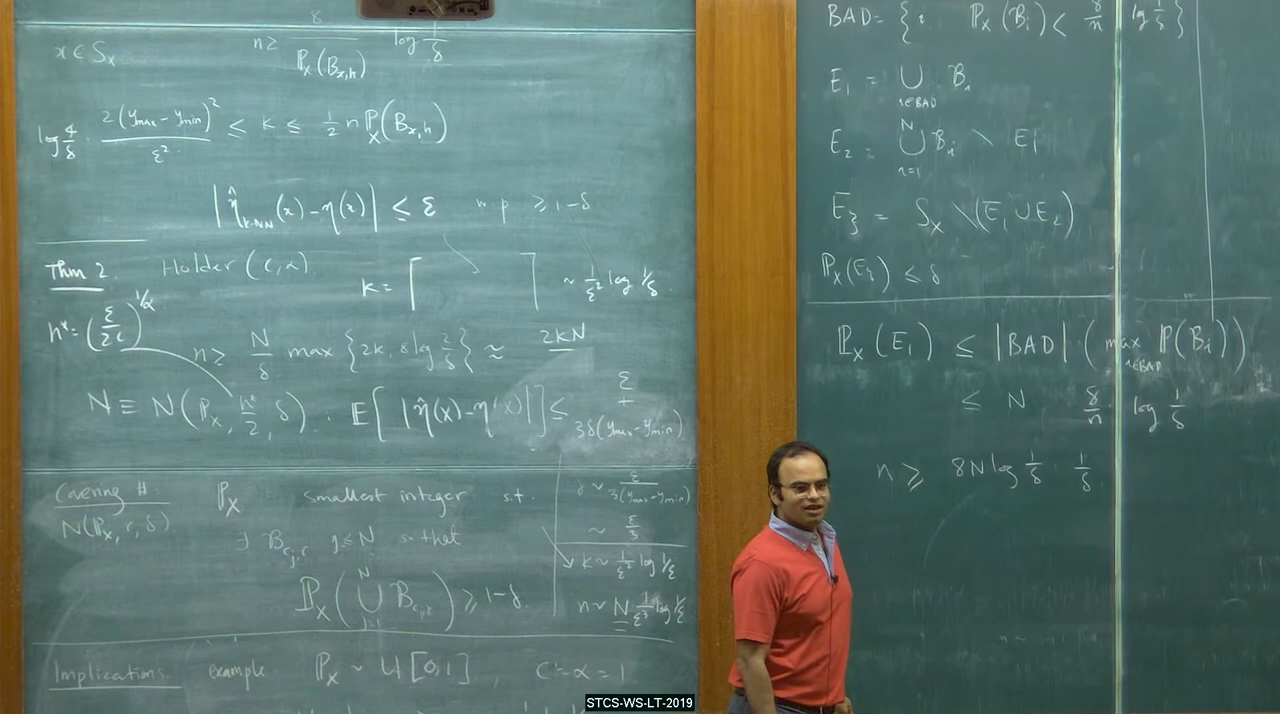 x ∈ S_x    n ≥ 8 / ℙ_X(B_{x,h}) log 1/δ
log 4/δ · 2(y_max − y_min)² / ε² ≤ k ≤ ½ n ℙ_X(B_{x,h})
|η̂_{k-NN}(x) − η(x)| ≤ ε   w.p ≥ 1−δ
Thm 2.   Holder (c, α)   k = ⌈   ⌉ ~ 1/ε² log 1/δ
h* = (ε/2c)^{1/α}
n ≥ N/δ max {2k, 8 log 2/δ} ≈ 2kN
N ≡ N(ℙ_X, h*/2, δ) .  𝔼[ |η̂(X) − η(X)| ] ≤ ε + 3δ(y_max − y_min)
Covering #
N(ℙ_X, r, δ)
ℙ_X   smallest integer   s.t.
∃ B_{c_j,r}  j ≤ N  so that
ℙ_X( ⋃_{j=1}^{N} B_{c_j,r} ) ≥ 1−δ
δ ~ ε / 3(y_max − y_min)
~ ε/3
k ~ 1/ε² log 1/ε
n ~ N 1/ε³ log 1/ε
Implications   example   ℙ_X ~ U[0,1] ,   C = α = 1
BAD = { i   ℙ_X(B_i) < 8/n log 1/δ }
E_1 = ⋃_{i∈BAD} B_i
E_2 = ⋃_{i=1}^{N} B_i \ E_1
E_3 = S_X \ (E_1 ∪ E_2)
ℙ_X(E_3) ≤ δ
ℙ_X(E_1) ≤ |BAD| ( max_{i∈BAD} ℙ(B_i) )
≤ N  8/n  log 1/δ
n ≥ 8N log 1/δ · 1/δ
STCS-WS-LT-2019